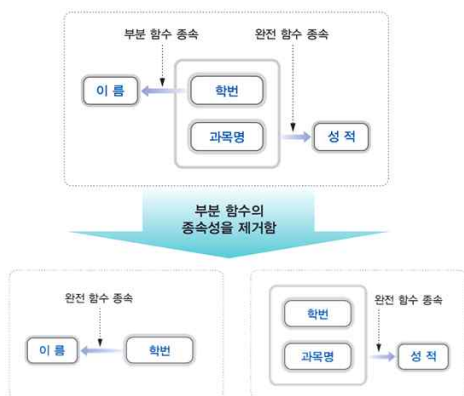 부분 함수 종속
완전 함수 종속
이 름
학번
과목명
성 적
부분 함수의
종속성을 제거함
완전 함수 종속
이 름
학번
학번
과목명
완전 함수 종속
성 적